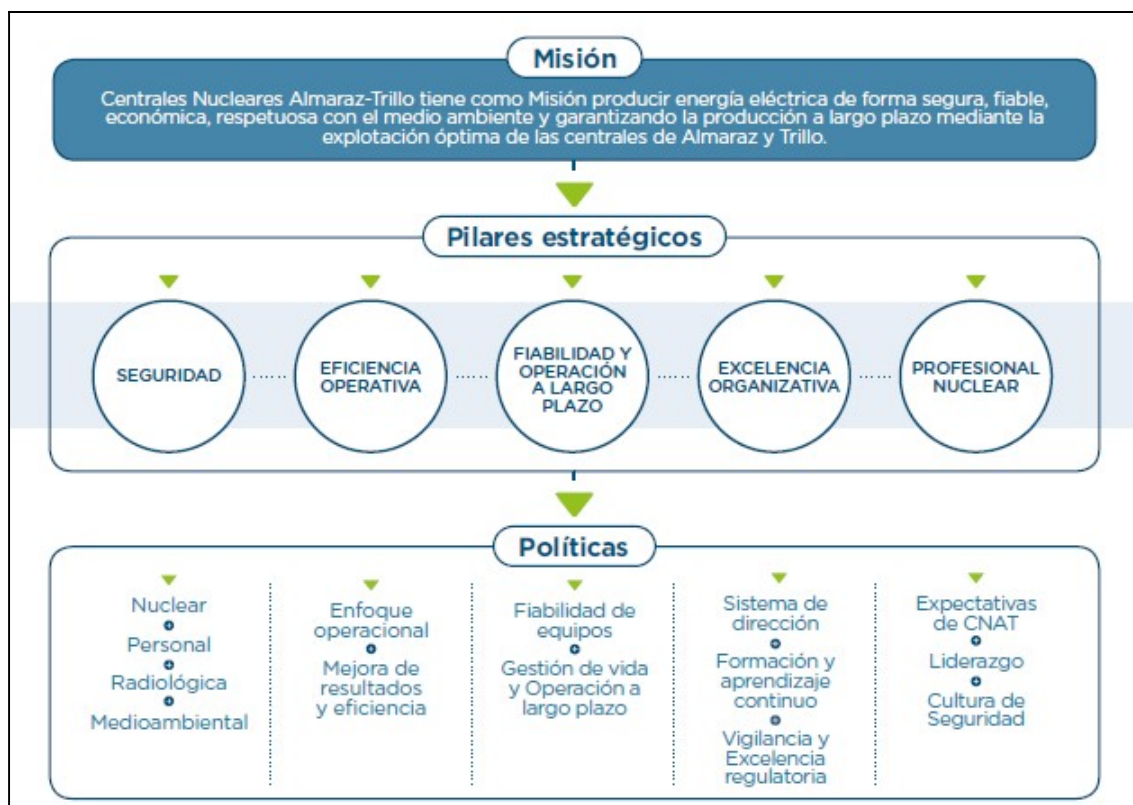 Misión
Centrales Nucleares Almaraz-Trillo tiene como Misión producir energía eléctrica de forma segura, fiable,
económica, respetuosa con el medio ambiente y garantizando la producción a largo plazo mediante la
explotación óptima de las centrales de Almaraz y Trillo.
Pilares estratégicos
SEGURIDAD
EFICIENCIA
OPERATIVA
FIABILIDAD Y
OPERACIÓN
A LARGO
PLAZO
EXCELENCIA
ORGANIZATIVA
PROFESIONAL
NUCLEAR
Políticas
Nuclear
Personal
Radiológica
Medioambiental
Enfoque
operacional
Mejora de
resultados
y eficiencia
Fiabilidad de
equipos
Gestión de vida
y Operación a
largo plazo
Sistema de
dirección
Formación y
aprendizaje
continuo
Vigilancia y
Excelencia
regulatoria
Expectativas
de CNAT
Liderazgo
Cultura de
Seguridad